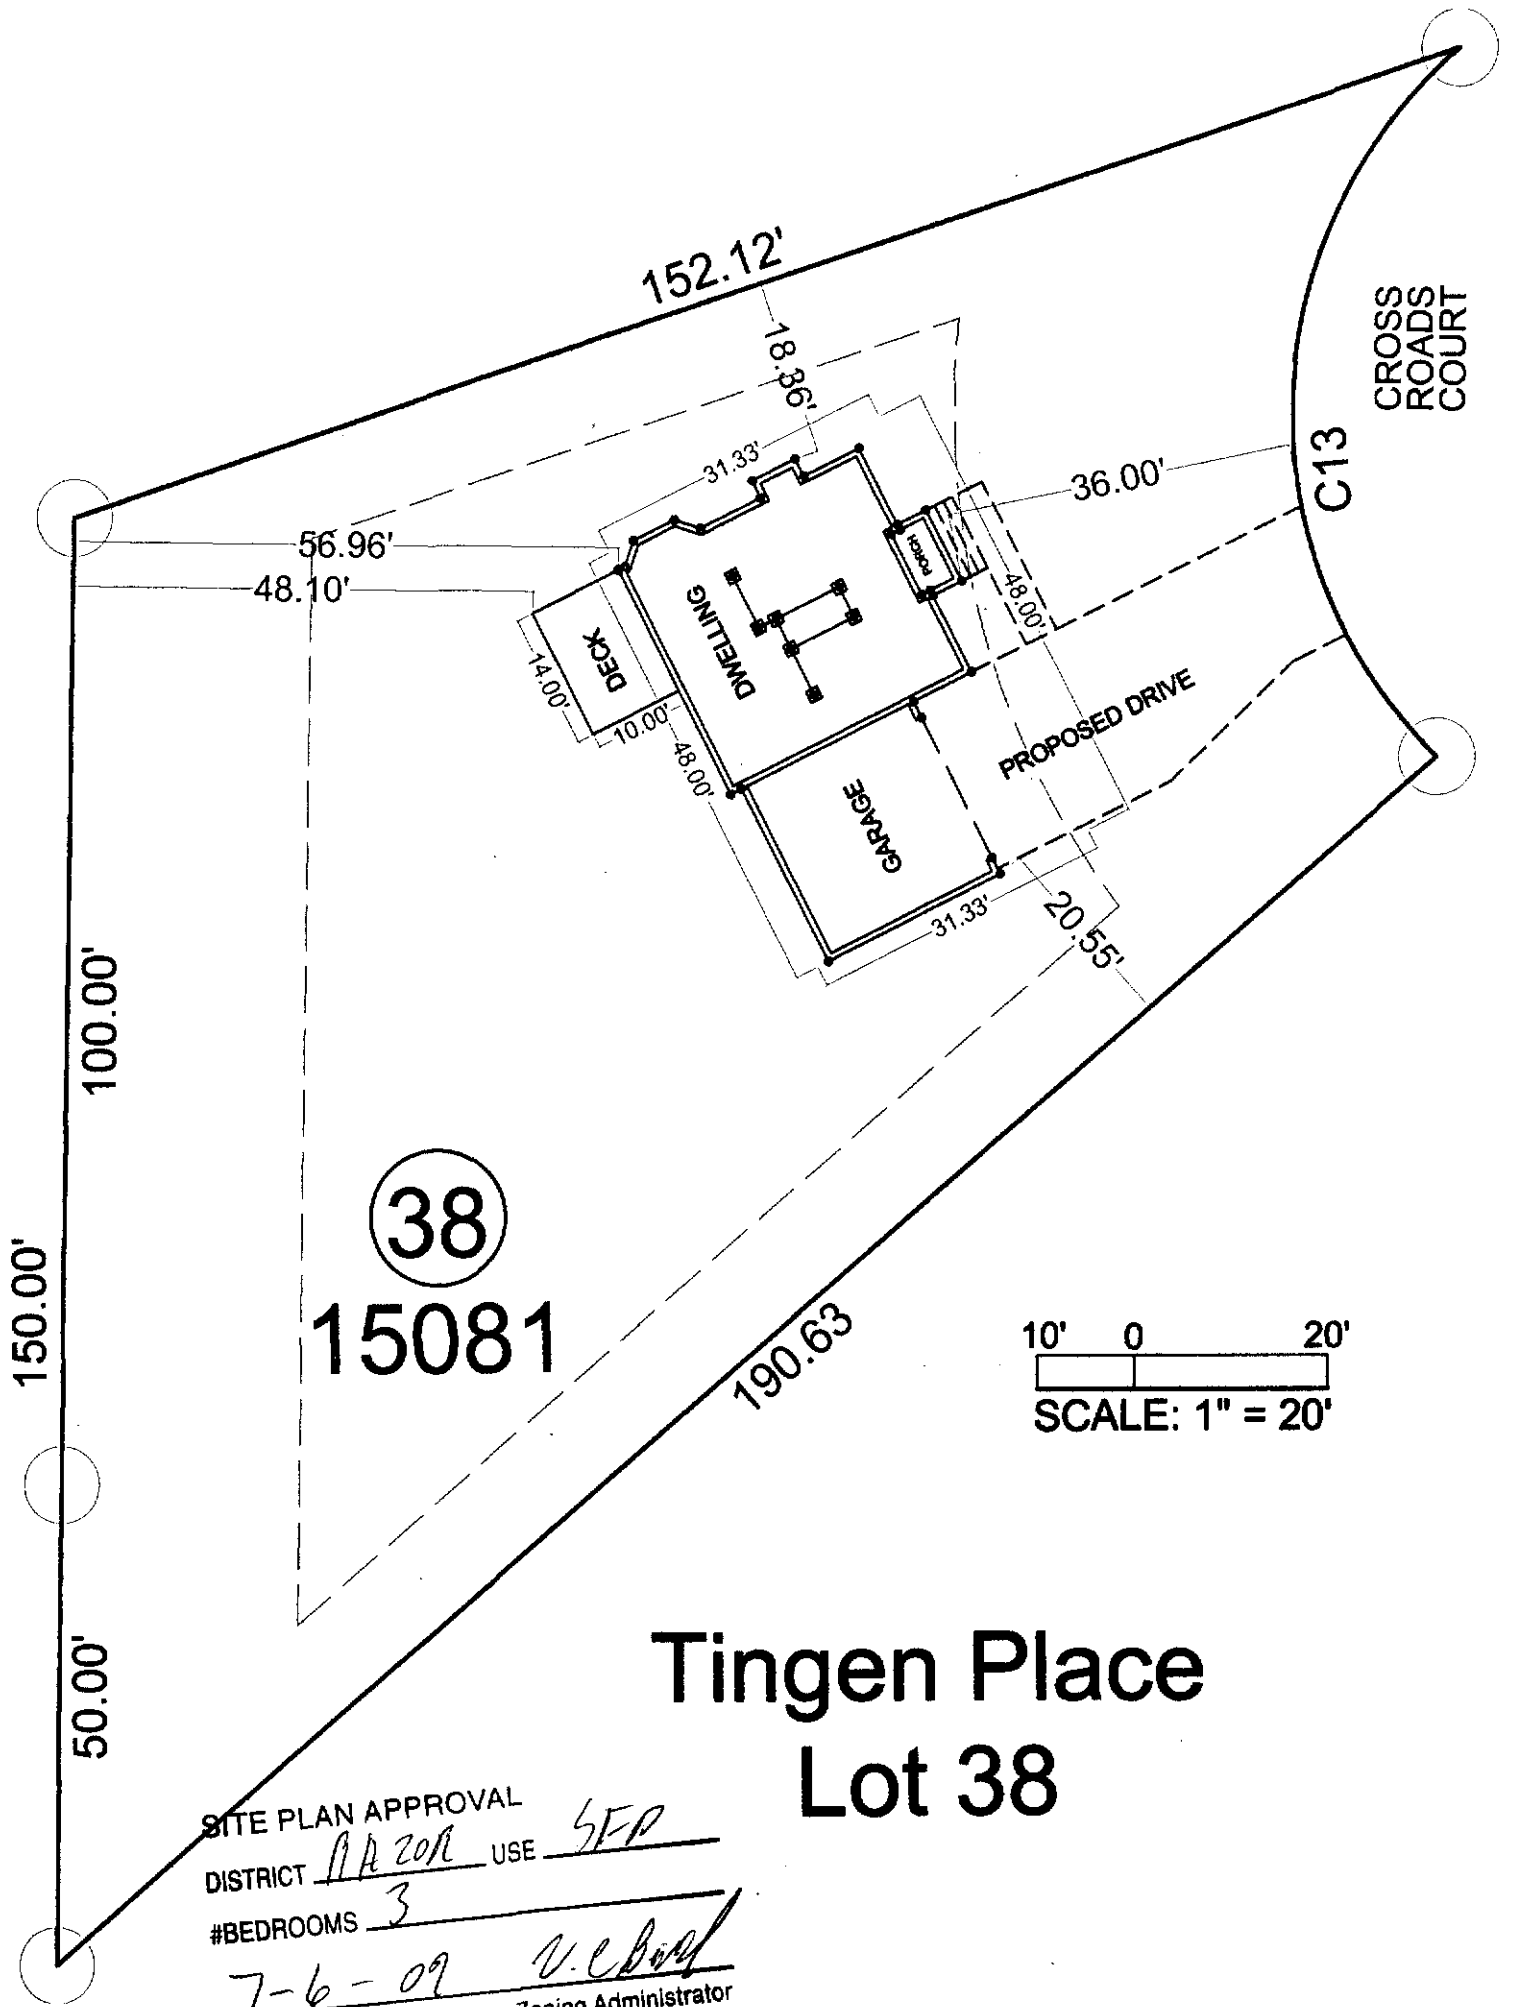 152.12'
18.36'
CROSS
ROADS
COURT
31.33'
36.00'
C13
56.96'
48.10'
PORCH
48.00'
DWELLING
DECK
14.00'
10.00'
48.00'
PROPOSED DRIVE
GARAGE
31.33'
20.55'
100.00'
38
15081
150.00'
190.63
10' 0 20'
SCALE: 1" = 20'
50.00'
Tingen Place
Lot 38
SITE PLAN APPROVAL
DISTRICT RA20R USE SFD
#BEDROOMS 3
7-6-09
Zoning Administrator